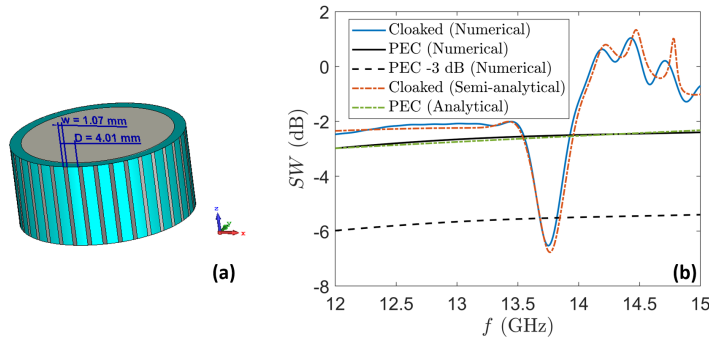 (a)
w = 1.07 mm
D = 4.01 mm
z
y
x
(a)
2
0
-2
-4
-6
-8
SW (dB)
Cloaked (Numerical)
PEC (Numerical)
PEC -3 dB (Numerical)
Cloaked (Semi-analytical)
PEC (Analytical)
(b)
12
12.5
13
13.5
14
14.5
15
f (GHz)